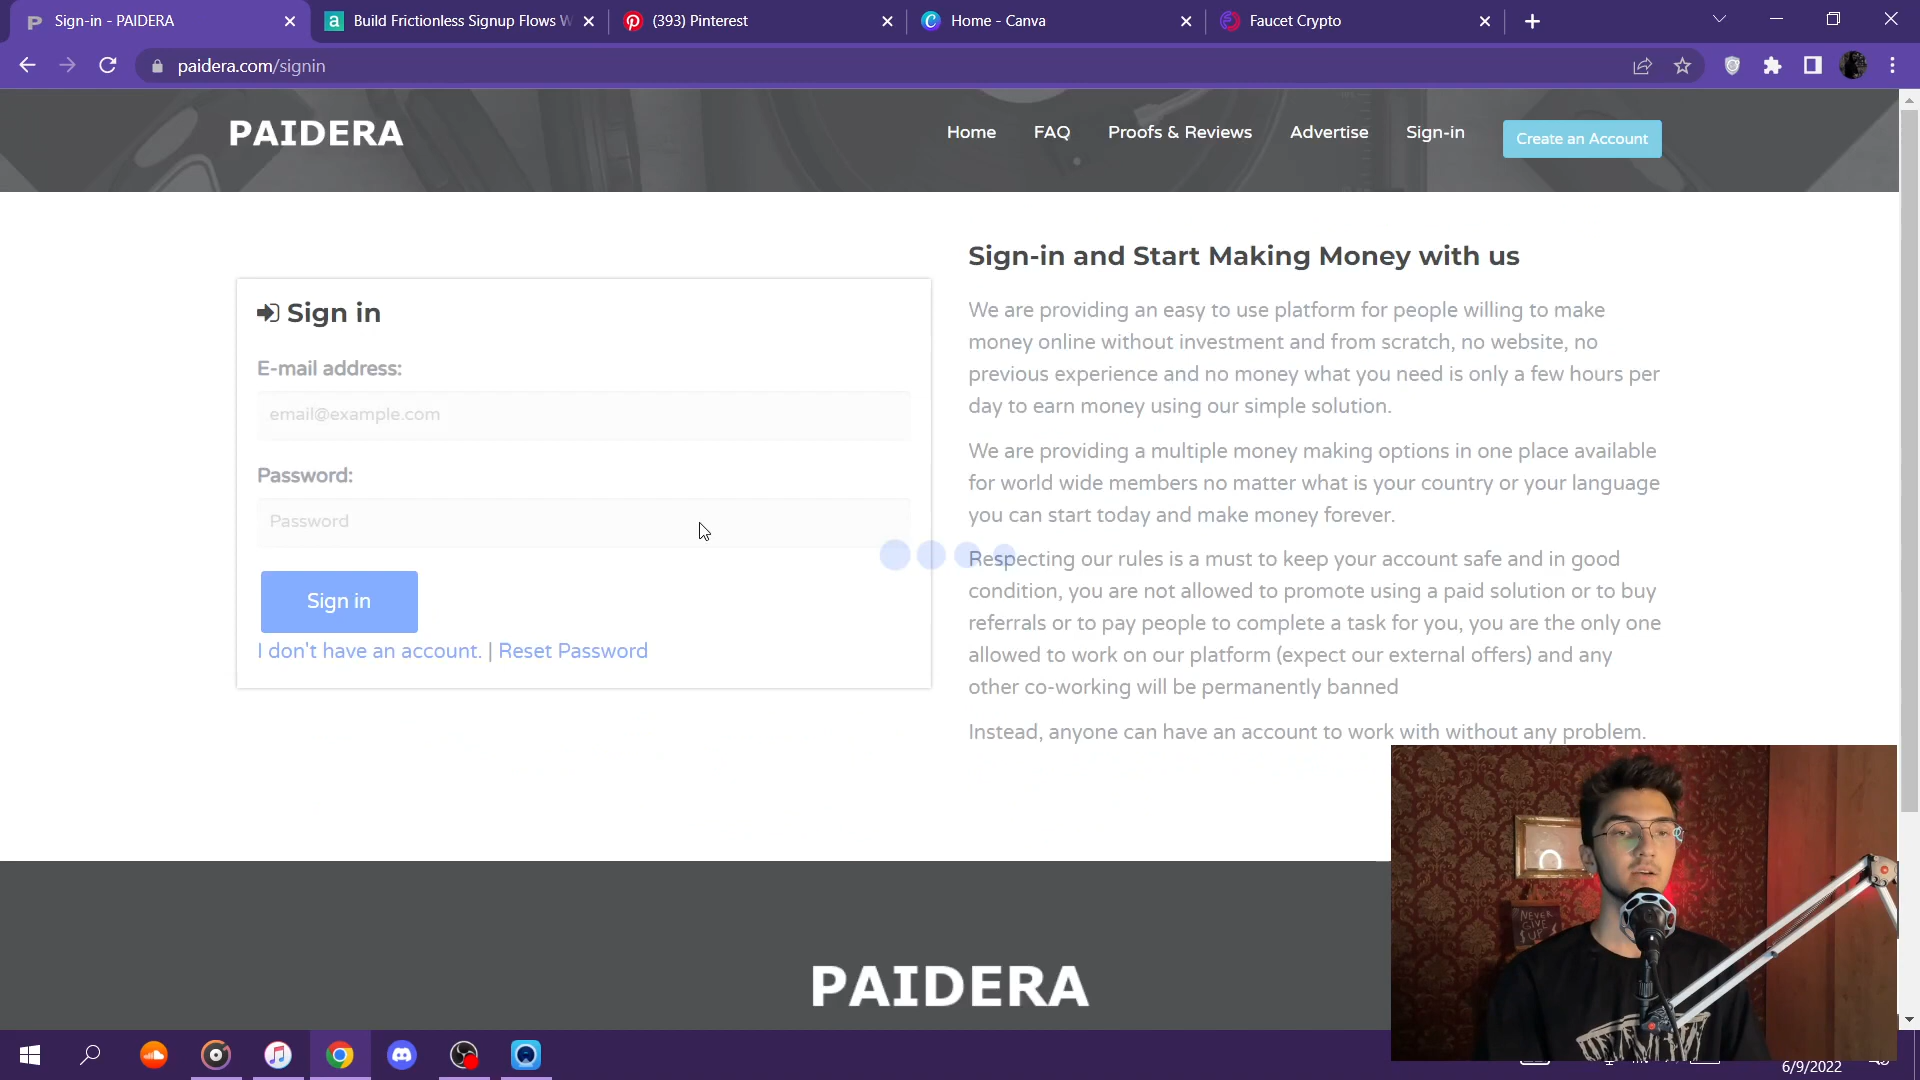 Sign-in - PAIDERA
Build Frictionless Signup Flows W
(393) Pinterest
Home - Canva
Faucet Crypto
paidera.com/signin
PAIDERA
Home
FAQ
Proofs & Reviews
Advertise
Sign-in
Create an Account
Sign in
E-mail address:
email@example.com
Password:
Password
Sign in
I don't have an account. | Reset Password
Sign-in and Start Making Money with us
We are providing an easy to use platform for people willing to make
money online without investment and from scratch, no website, no
previous experience and no money what you need is only a few hours per
day to earn money using our simple solution.
We are providing a multiple money making options in one place available
for world wide members no matter what is your country or your language
you can start today and make money forever.
Respecting our rules is a must to keep your account safe and in good
condition, you are not allowed to promote using a paid solution or to buy
referrals or to pay people to complete a task for you, you are the only one
allowed to work on our platform (expect our external offers) and any
other co-working will be permanently banned
Instead, anyone can have an account to work with without any problem.
NEVER
GIVE
UP
PAIDERA
6/9/2022